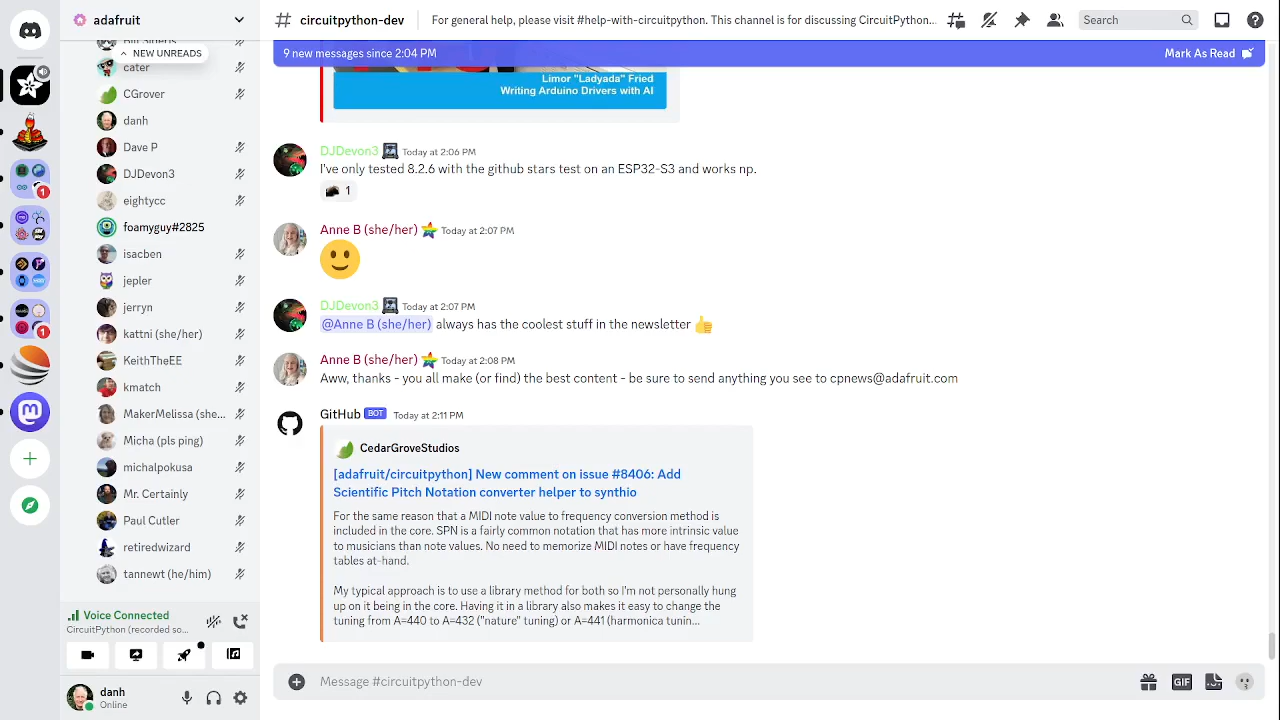 adafruit
circuitpython-dev
For general help, please visit #help-with-circuitpython. This channel is for discussing CircuitPython...
Search
NEW UNREADS
cater
CGrover
danh
Dave P
DJDevon3
eightycc
foamyguy#2825
isacben
jepler
jerryn
kattni (she/her)
KeithTheEE
kmatch
MakerMelissa (she...
Micha (pls ping)
michalpokusa
Mr. Certainly
Paul Cutler
retiredwizard
tannewt (he/him)
Voice Connected
CircuitPython (recorded so...
danh
Online
1
1
9 new messages since 2:04 PM
Mark As Read
Limor "Ladyada" Fried
Writing Arduino Drivers with AI
DJDevon3 Today at 2:06 PM
I've only tested 8.2.6 with the github stars test on an ESP32-S3 and works np.
1
Anne B (she/her) Today at 2:07 PM
DJDevon3 Today at 2:07 PM
@Anne B (she/her) always has the coolest stuff in the newsletter
Anne B (she/her) Today at 2:08 PM
Aww, thanks - you all make (or find) the best content - be sure to send anything you see to cpnews@adafruit.com
GitHub BOT Today at 2:11 PM
CedarGroveStudios
[adafruit/circuitpython] New comment on issue #8406: Add
Scientific Pitch Notation converter helper to synthio
For the same reason that a MIDI note value to frequency conversion method is
included in the core. SPN is a fairly common notation that has more intrinsic value
to musicians than note values. No need to memorize MIDI notes or have frequency
tables at-hand.
My typical approach is to use a library method for both so I'm not personally hung
up on it being in the core. Having it in a library also makes it easy to change the
tuning from A=440 to A=432 ("nature" tuning) or A=441 (harmonica tunin...
Message #circuitpython-dev
GIF